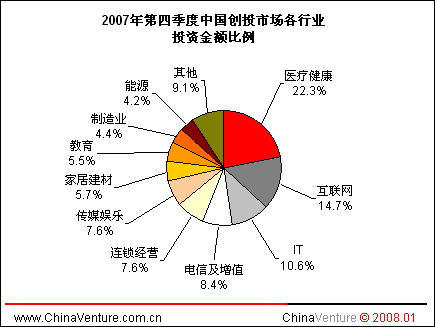 2007年第四季度中国创投市场各行业
投资金额比例
其他
9.1%
能源
4.2%
制造业
4.4%
教育
5.5%
家居建材
5.7%
传媒娱乐
7.6%
连锁经营
7.6%
电信及增值
8.4%
IT
10.6%
互联网
14.7%
医疗健康
22.3%
www.ChinaVenture.com.cn
ChinaVenture © 2008.01